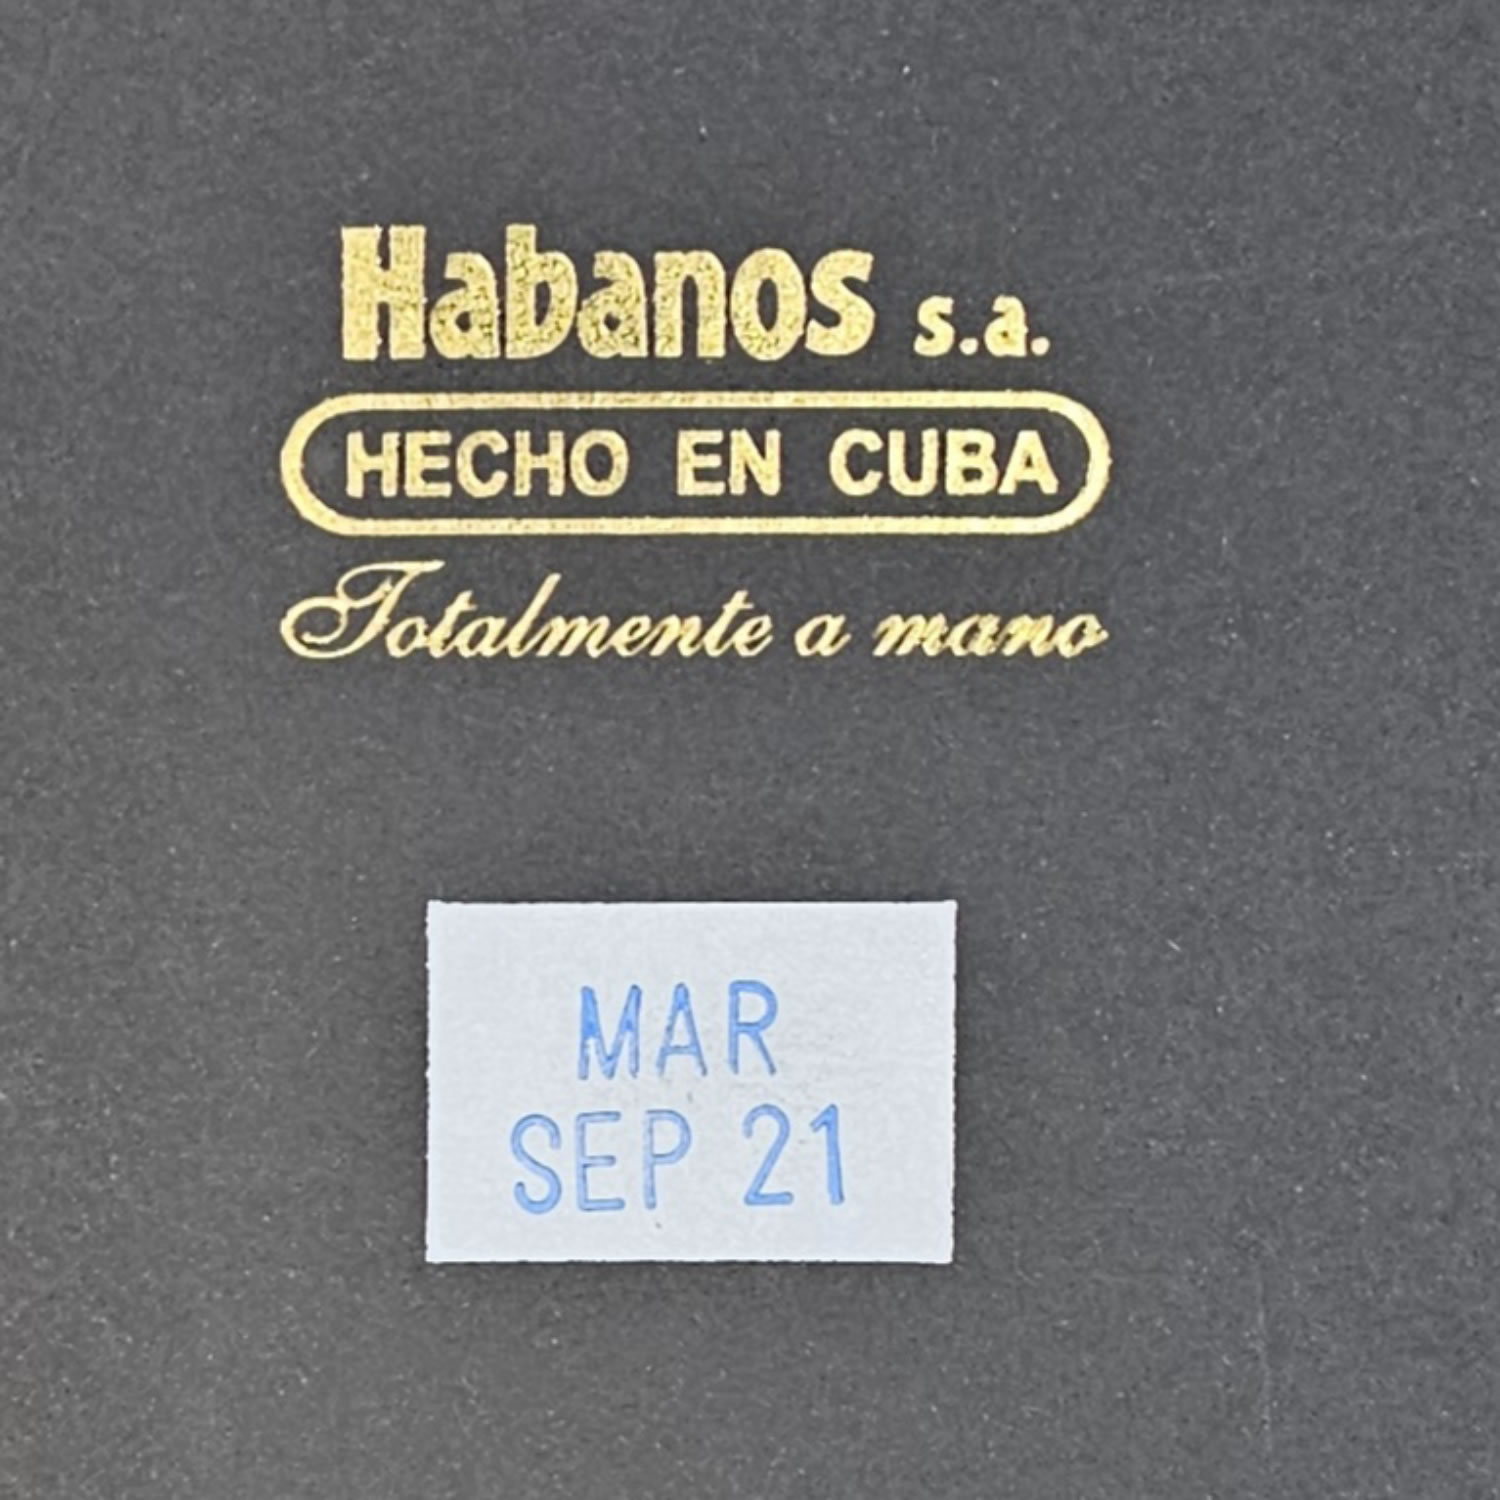 Habanos s.a.
HECHO EN CUBA
Totalmente a mano
MAR
SEP 21